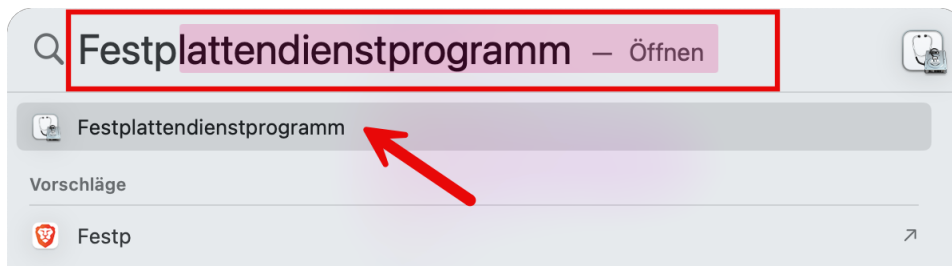 Festplattendienstprogramm — Öffnen
Festplattendienstprogramm
Vorschläge
Festp